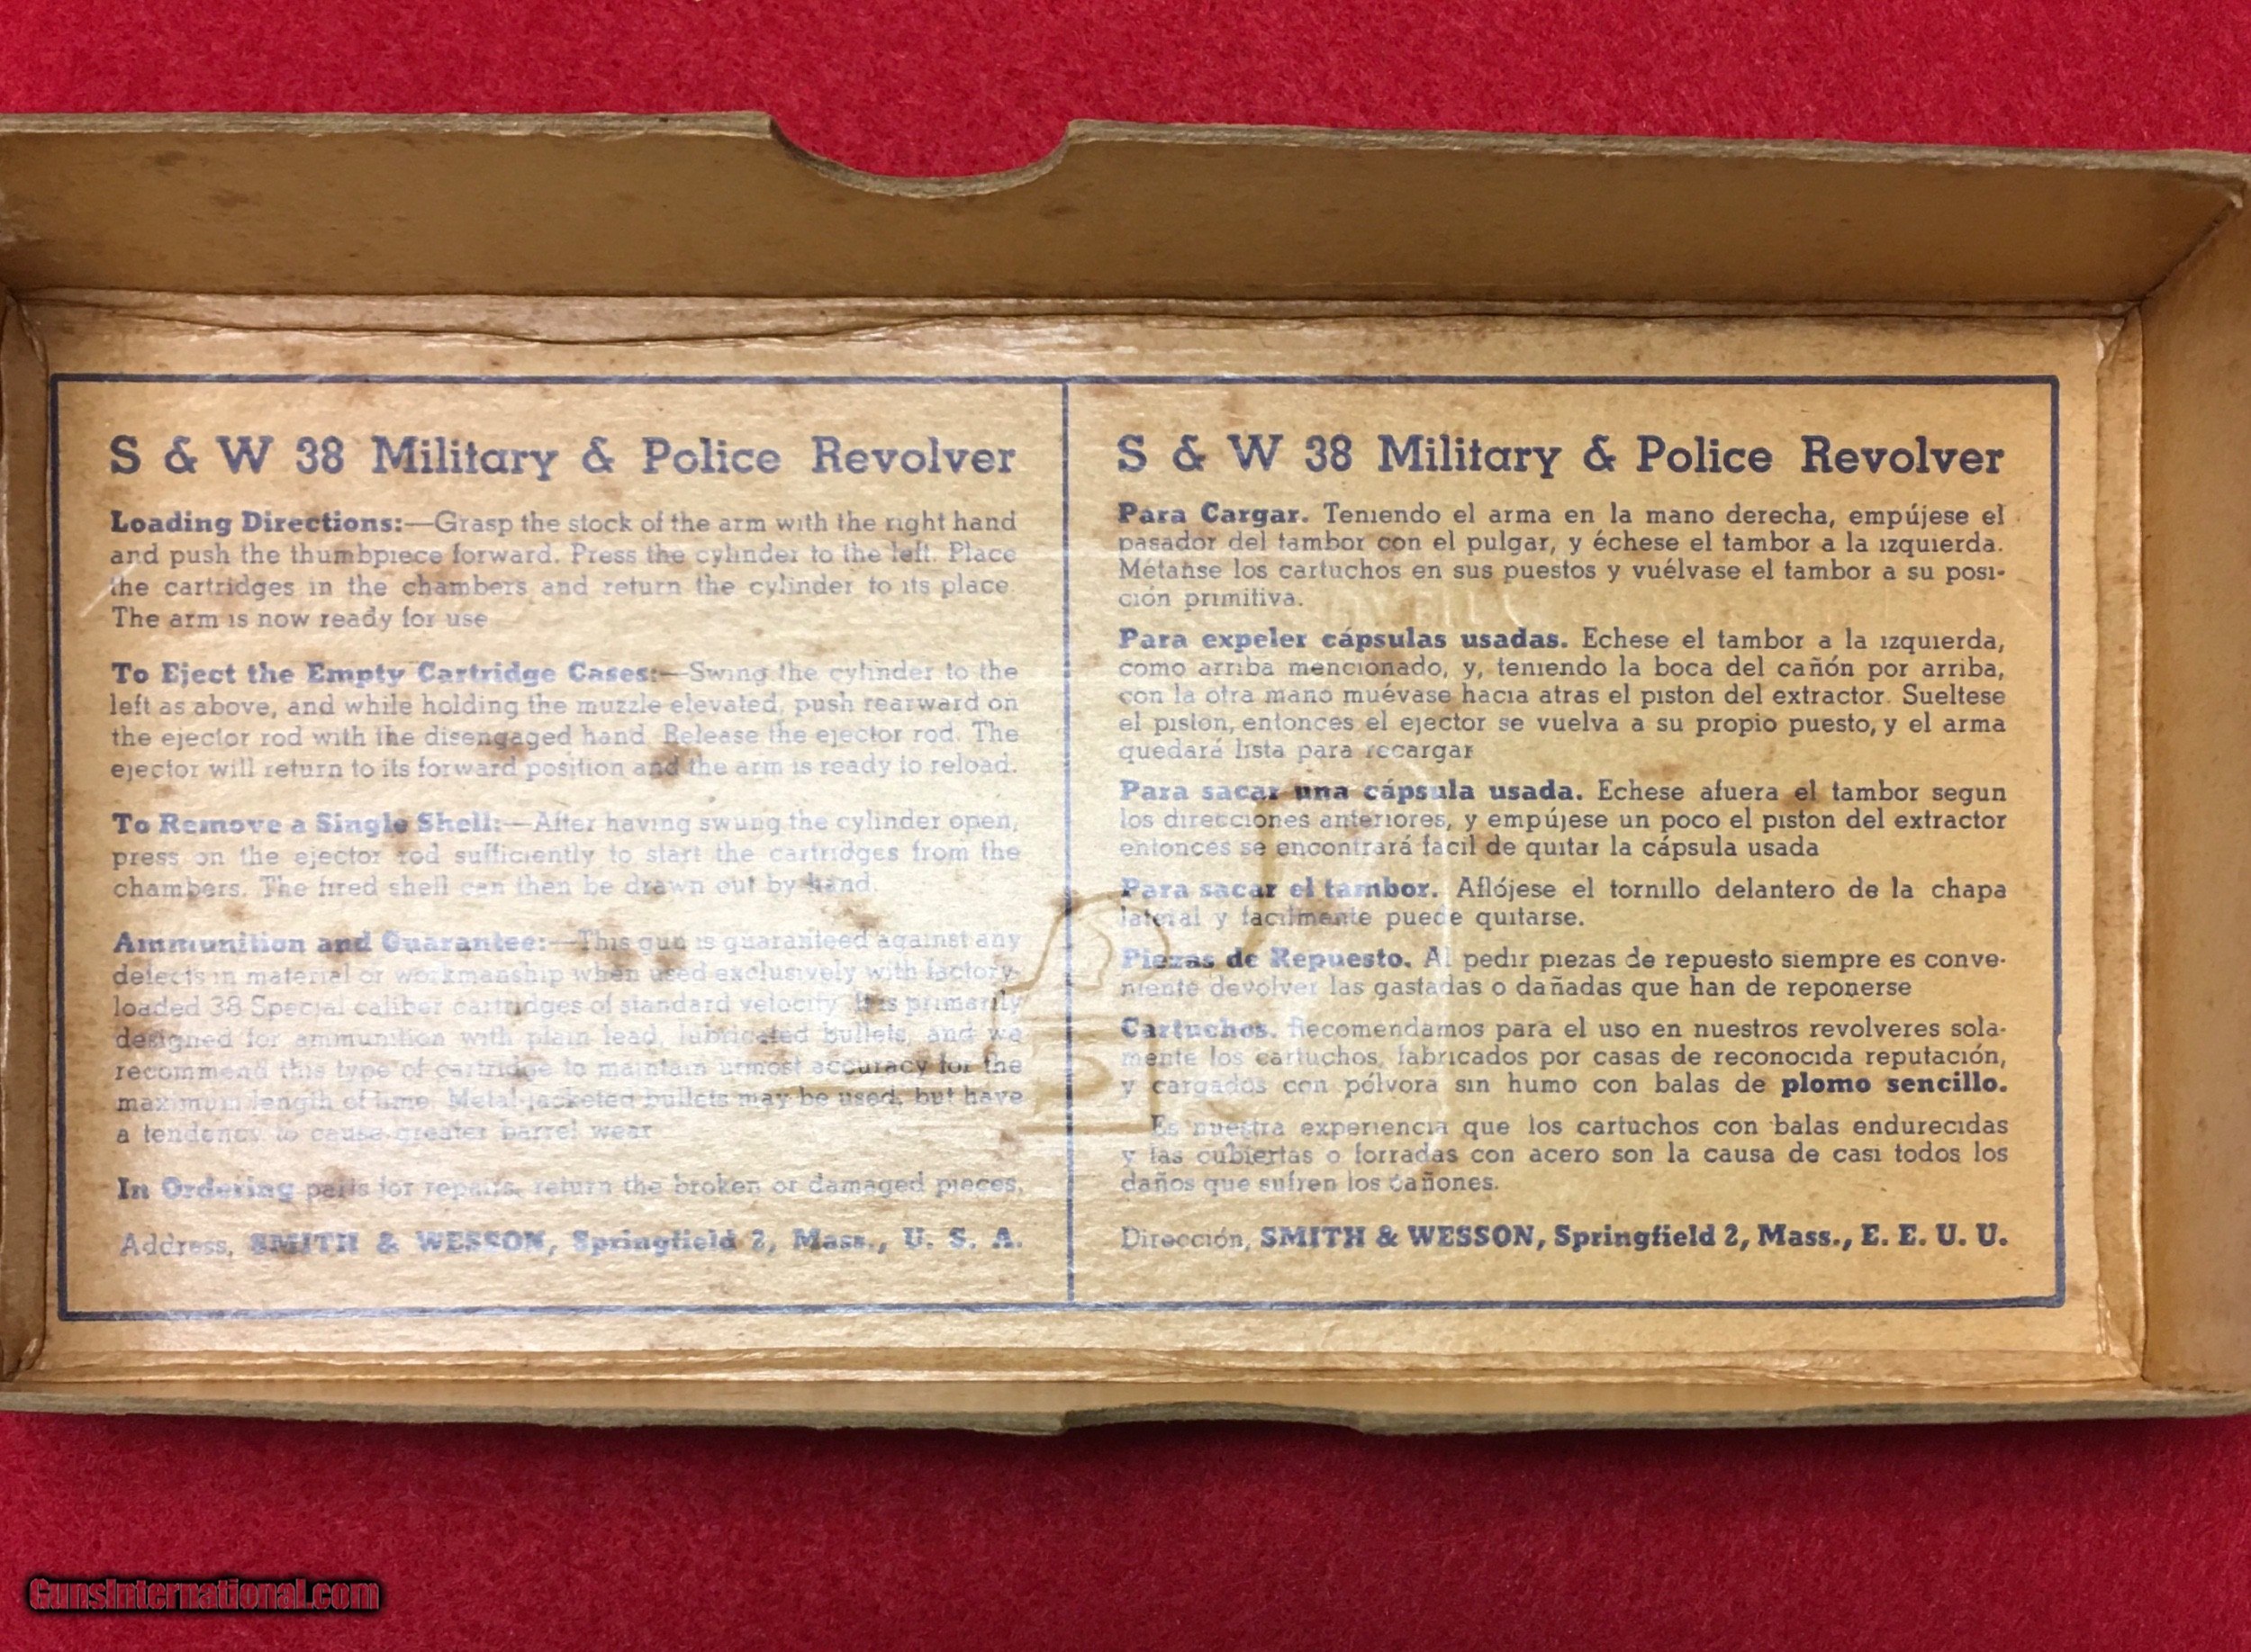 S & W 38 Military & Police Revolver
Loading Directions:—Grasp the stock of the arm with the right hand
and push the thumbpiece forward. Press the cylinder to the left. Place
the cartridges in the chambers and return the cylinder to its place.
The arm is now ready for use
To Eject the Empty Cartridge Cases:—Swing the cylinder to the
left as above, and while holding the muzzle elevated, push rearward on
the ejector rod with the disengaged hand. Release the ejector rod. The
ejector will return to its forward position and the arm is ready to reload.
To Remove a Single Shell:—After having swung the cylinder open,
press on the ejector rod sufficiently to start the cartridges from the
chambers. The fired shell can then be drawn out by hand.
Ammunition and Guarantee:—This gun is guaranteed against any
defects in material or workmanship when used exclusively with factory-
loaded 38 Special caliber cartridges of standard velocity. It is primarily
designed for ammunition with plain lead, lubricated bullets, and we
recommend this type of cartridge to maintain utmost accuracy for the
maximum length of time. Metal-jacketed bullets may be used, but have
a tendency to cause greater barrel wear
In Ordering parts for repairs, return the broken or damaged pieces.
Address, SMITH & WESSON, Springfield 2, Mass., U. S. A.
S & W 38 Military & Police Revolver
Para Cargar. Teniendo el arma en la mano derecha, empújese el
pasador del tambor con el pulgar, y échese el tambor a la izquierda.
Métanse los cartuchos en sus puestos y vuélvase el tambor a su posi-
ción primitiva.
Para expeler cápsulas usadas. Echese el tambor a la izquierda,
como arriba mencionado, y, teniendo la boca del cañón por arriba,
con la otra mano muévase hacia atras el piston del extractor. Sueltese
el piston, entonces el ejector se vuelva a su propio puesto, y el arma
quedará lista para recargar
Para sacar una cápsula usada. Echese afuera el tambor segun
los direcciones anteriores, y empújese un poco el piston del extractor
entonces se encontrará facil de quitar la cápsula usada
Para sacar el tambor. Aflójese el tornillo delantero de la chapa
lateral y facilmente puede quitarse.
Piezas de Repuesto. Al pedir piezas de repuesto siempre es conve-
niente devolver las gastadas o dañadas que han de reponerse
Cartuchos. Recomendamos para el uso en nuestros revolveres sola-
mente los cartuchos, fabricados por casas de reconocida reputación,
y cargados con pólvora sin humo con balas de plomo sencillo.
Es nuestra experiencia que los cartuchos con balas endurecidas
y las cubiertas o forradas con acero son la causa de casi todos los
daños que sufren los cañones.
Dirección, SMITH & WESSON, Springfield 2, Mass., E. E. U. U.
GunsInternational.com